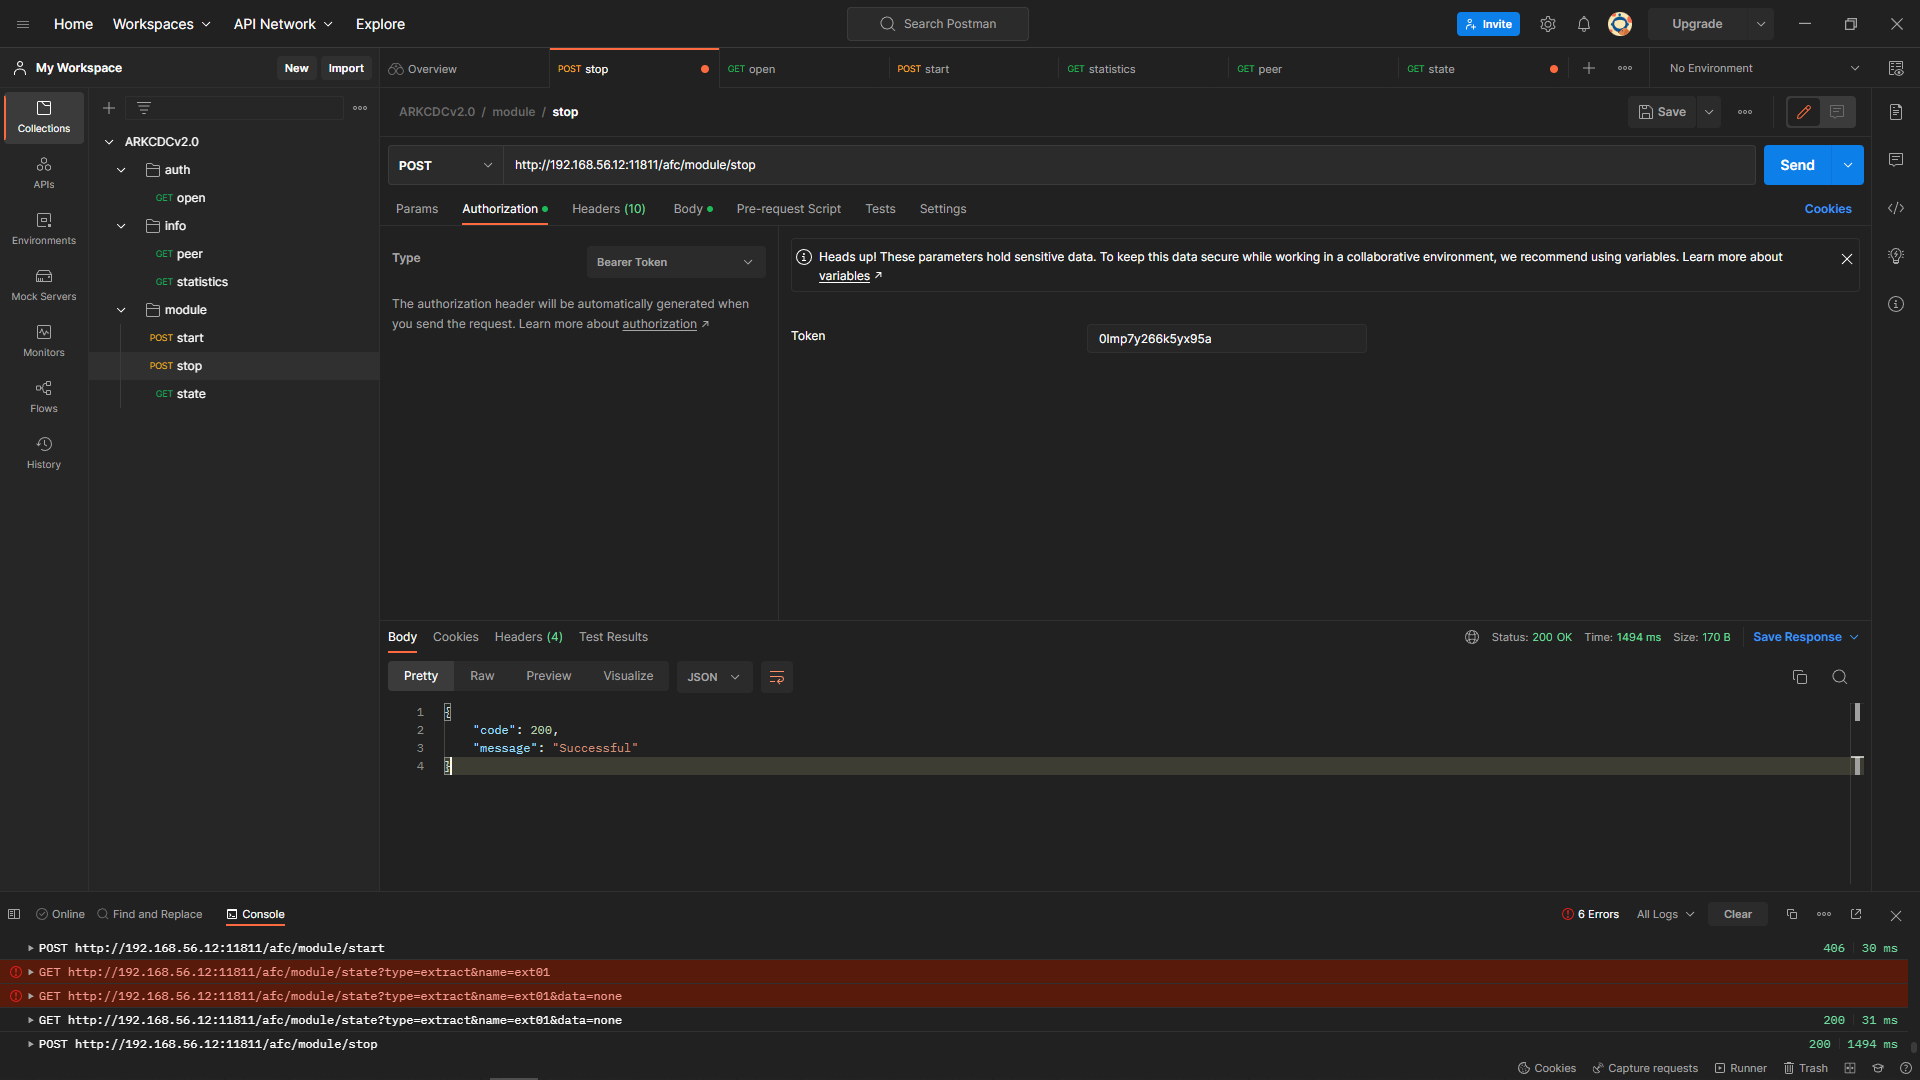 Home Workspaces API Network Explore Search Postman Invite Upgrade
My Workspace New Import Overview POST stop GET open POST start GET statistics GET peer GET state No Environment
Collections
APIs
Environments
Mock Servers
Monitors
Flows
History
ARKCDCv2.0
auth
GET open
info
GET peer
GET statistics
module
POST start
POST stop
GET state
ARKCDCv2.0 / module / stop Save
POST http://192.168.56.12:11811/afc/module/stop Send
Params Authorization Headers (10) Body Pre-request Script Tests Settings Cookies
Type Bearer Token
The authorization header will be automatically generated when
you send the request. Learn more about authorization ↗
Heads up! These parameters hold sensitive data. To keep this data secure while working in a collaborative environment, we recommend using variables. Learn more about
variables ↗
Token 0lmp7y266k5yx95a
Body Cookies Headers (4) Test Results Status: 200 OK Time: 1494 ms Size: 170 B Save Response
Pretty Raw Preview Visualize JSON
1 {
2 "code": 200,
3 "message": "Successful"
4 }
Online Find and Replace Console 6 Errors All Logs Clear
POST http://192.168.56.12:11811/afc/module/start 406 30 ms
GET http://192.168.56.12:11811/afc/module/state?type=extract&name=ext01
GET http://192.168.56.12:11811/afc/module/state?type=extract&name=ext01&data=none
GET http://192.168.56.12:11811/afc/module/state?type=extract&name=ext01&data=none 200 31 ms
POST http://192.168.56.12:11811/afc/module/stop 200 1494 ms
Cookies Capture requests Runner Trash